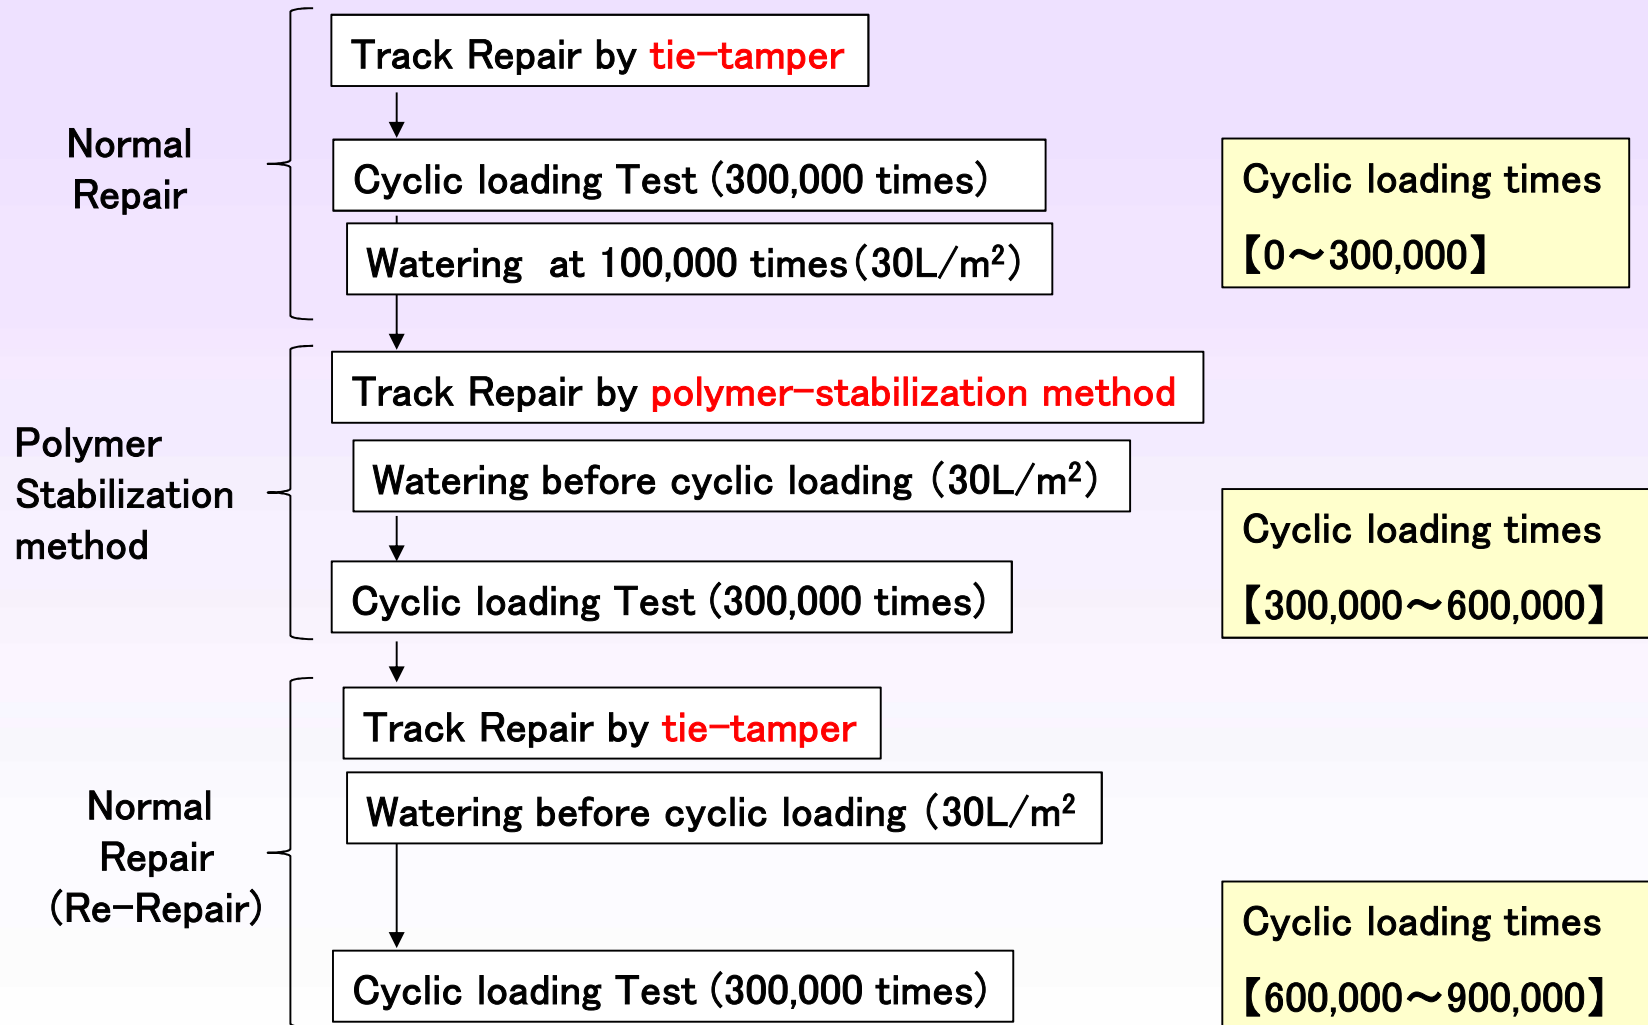 Normal
Repair
Track Repair by tie-tamper
Cyclic loading Test (300,000 times)
Watering  at 100,000 times(30L/m²)
Cyclic loading times
【0～300,000】
Polymer
Stabilization
method
Track Repair by polymer-stabilization method
Watering before cyclic loading (30L/m²)
Cyclic loading Test (300,000 times)
Cyclic loading times
【300,000～600,000】
Normal
Repair
(Re-Repair)
Track Repair by tie-tamper
Watering before cyclic loading (30L/m²
Cyclic loading Test (300,000 times)
Cyclic loading times
【600,000～900,000】